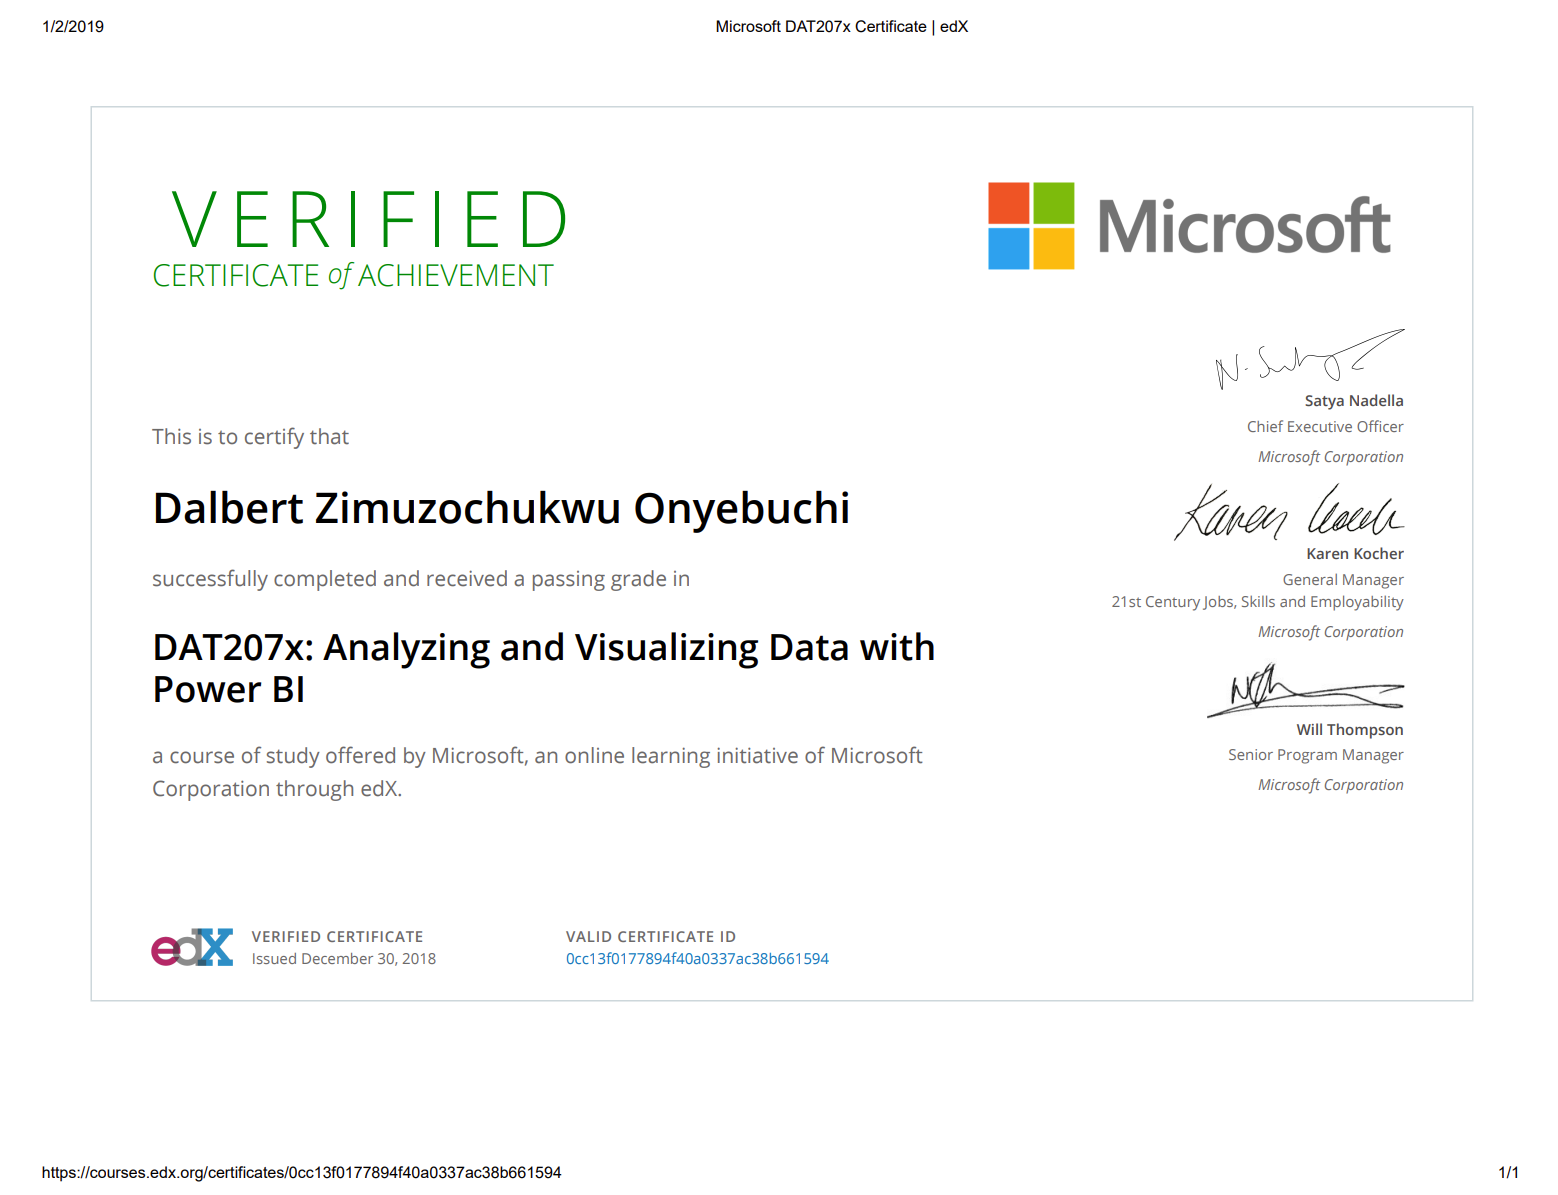 1/2/2019
Microsoft DAT207x Certificate | edX
VERIFIED
CERTIFICATE of ACHIEVEMENT
Microsoft
This is to certify that
Dalbert Zimuzochukwu Onyebuchi
successfully completed and received a passing grade in
DAT207x: Analyzing and Visualizing Data with
Power BI
a course of study offered by Microsoft, an online learning initiative of Microsoft
Corporation through edX.
N. Satya
Satya Nadella
Chief Executive Officer
Microsoft Corporation
Karen Kocher
Karen Kocher
General Manager
21st Century Jobs, Skills and Employability
Microsoft Corporation
Will Thompson
Senior Program Manager
Microsoft Corporation
edX
VERIFIED CERTIFICATE
Issued December 30, 2018
VALID CERTIFICATE ID
0cc13f0177894f40a0337ac38b661594
https://courses.edx.org/certificates/0cc13f0177894f40a0337ac38b661594
1/1